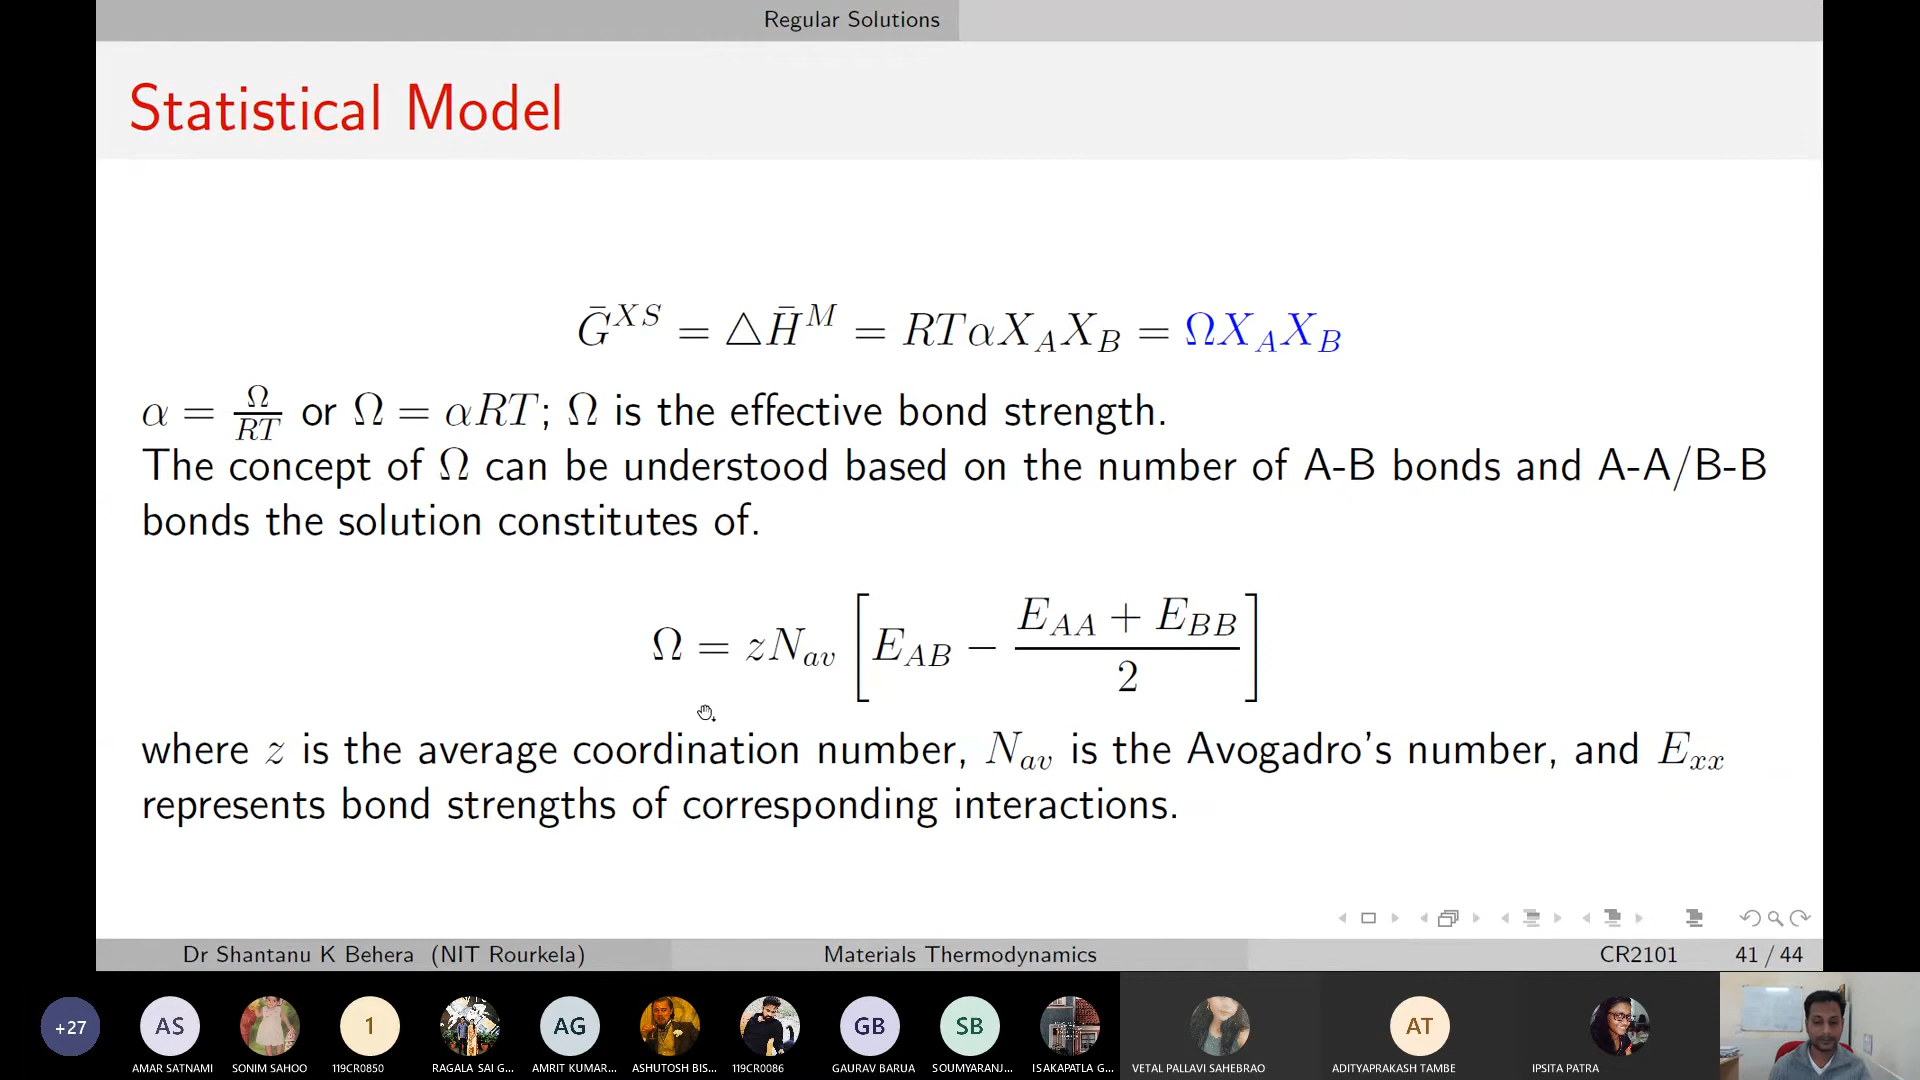 Regular Solutions
Statistical Model
Ḡ^{XS} = △H̄^M = RTαX_A X_B = ΩX_A X_B
α = Ω/RT or Ω = αRT; Ω is the effective bond strength.
The concept of Ω can be understood based on the number of A-B bonds and A-A/B-B
bonds the solution constitutes of.
Ω = zN_{av} [E_{AB} − (E_{AA} + E_{BB})/2]
where z is the average coordination number, N_{av} is the Avogadro's number, and E_{xx}
represents bond strengths of corresponding interactions.
Dr Shantanu K Behera (NIT Rourkela) Materials Thermodynamics CR2101 41 / 44
+27 AS 1 AG GB SB AT
AMAR SATNAMI SONIM SAHOO 119CR0850 RAGALA SAI G... AMRIT KUMAR... ASHUTOSH BIS... 119CR0086 GAURAV BARUA SOUMYARANJ... ISAKAPATLA G... VETAL PALLAVI SAHEBRAO ADITYAPRAKASH TAMBE IPSITA PATRA